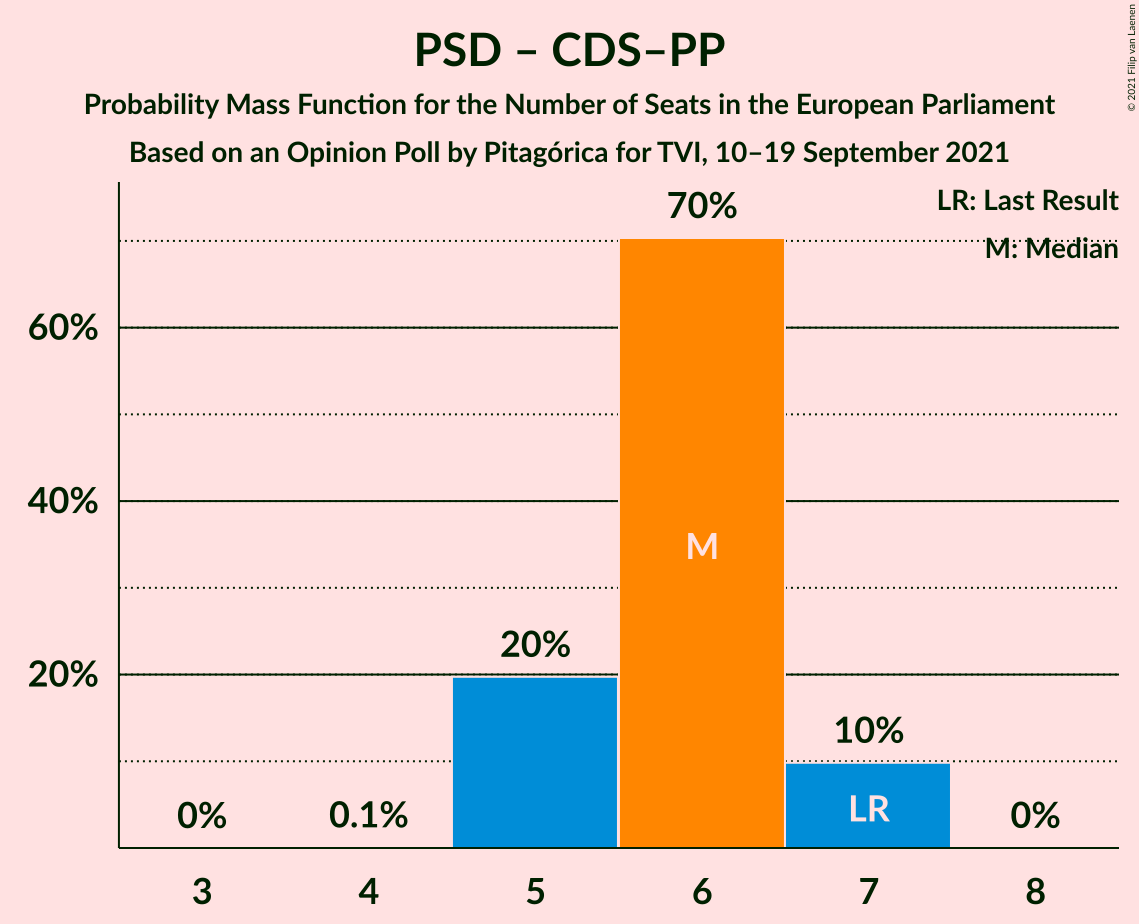 PSD – CDS–PP
Probability Mass Function for the Number of Seats in the European Parliament
Based on an Opinion Poll by Pitagórica for TVI, 10–19 September 2021
© 2021 Filip van Laenen
LR: Last Result
M: Median
70%
60%
40%
M
20%
20%
10%
LR
0%
0.1%
0%
3 4 5 6 7 8